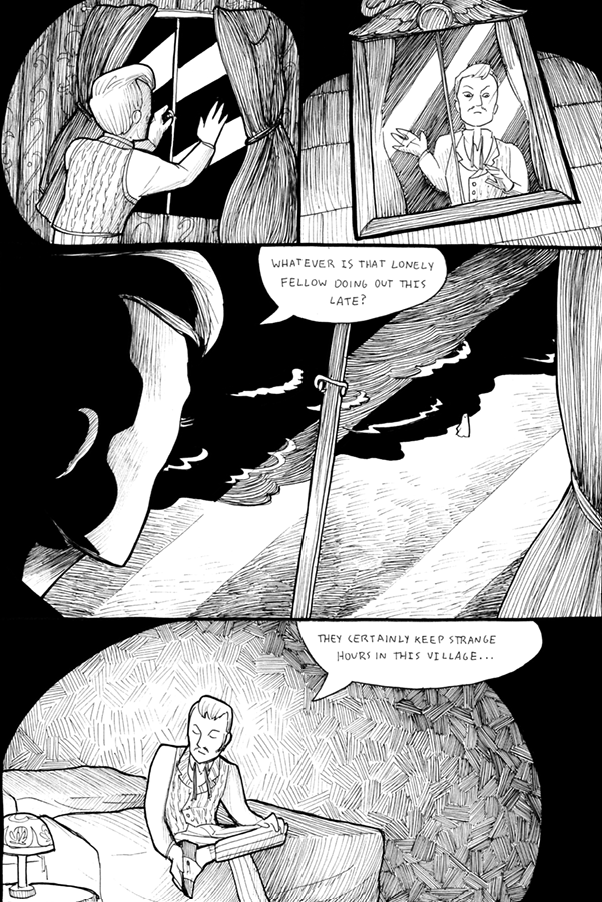 WHATEVER IS THAT LONELY
FELLOW DOING OUT THIS
LATE?
THEY CERTAINLY KEEP STRANGE
HOURS IN THIS VILLAGE...